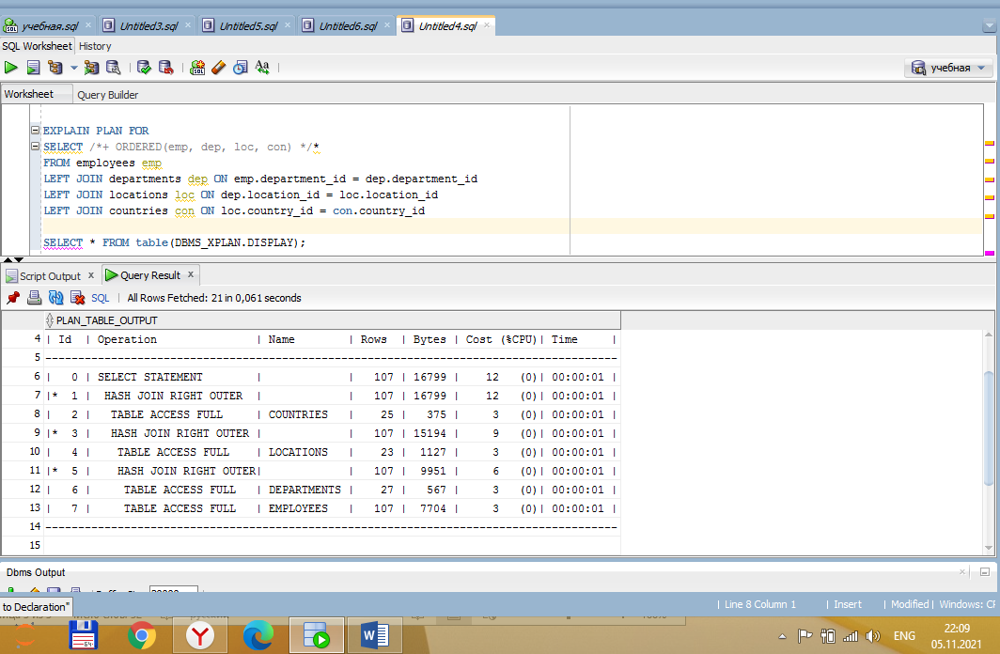 учебная.sql × Untitled3.sql × Untitled5.sql × Untitled6.sql × Untitled4.sql ×
SQL Worksheet History
учебная
Worksheet Query Builder
EXPLAIN PLAN FOR
SELECT /*+ ORDERED(emp, dep, loc, con) */*
FROM employees emp
LEFT JOIN departments dep ON emp.department_id = dep.department_id
LEFT JOIN locations loc ON dep.location_id = loc.location_id
LEFT JOIN countries con ON loc.country_id = con.country_id
SELECT * FROM table(DBMS_XPLAN.DISPLAY);
Script Output x Query Result x
SQL | All Rows Fetched: 21 in 0,061 seconds
PLAN_TABLE_OUTPUT
4 | Id | Operation | Name | Rows | Bytes | Cost (%CPU)| Time |
5 ---------------------------------------------------------------------------------------
6 | 0 | SELECT STATEMENT | | 107 | 16799 | 12 (0)| 00:00:01 |
7 |* 1 | HASH JOIN RIGHT OUTER | | 107 | 16799 | 12 (0)| 00:00:01 |
8 | 2 | TABLE ACCESS FULL | COUNTRIES | 25 | 375 | 3 (0)| 00:00:01 |
9 |* 3 | HASH JOIN RIGHT OUTER | | 107 | 15194 | 9 (0)| 00:00:01 |
10 | 4 | TABLE ACCESS FULL | LOCATIONS | 23 | 1127 | 3 (0)| 00:00:01 |
11 |* 5 | HASH JOIN RIGHT OUTER| | 107 | 9951 | 6 (0)| 00:00:01 |
12 | 6 | TABLE ACCESS FULL | DEPARTMENTS | 27 | 567 | 3 (0)| 00:00:01 |
13 | 7 | TABLE ACCESS FULL | EMPLOYEES | 107 | 7704 | 3 (0)| 00:00:01 |
14 ---------------------------------------------------------------------------------------
15
Dbms Output
to Declaration" | Line 8 Column 1 | Insert | Modified | Windows: CF
64
ENG
22:09
05.11.2021